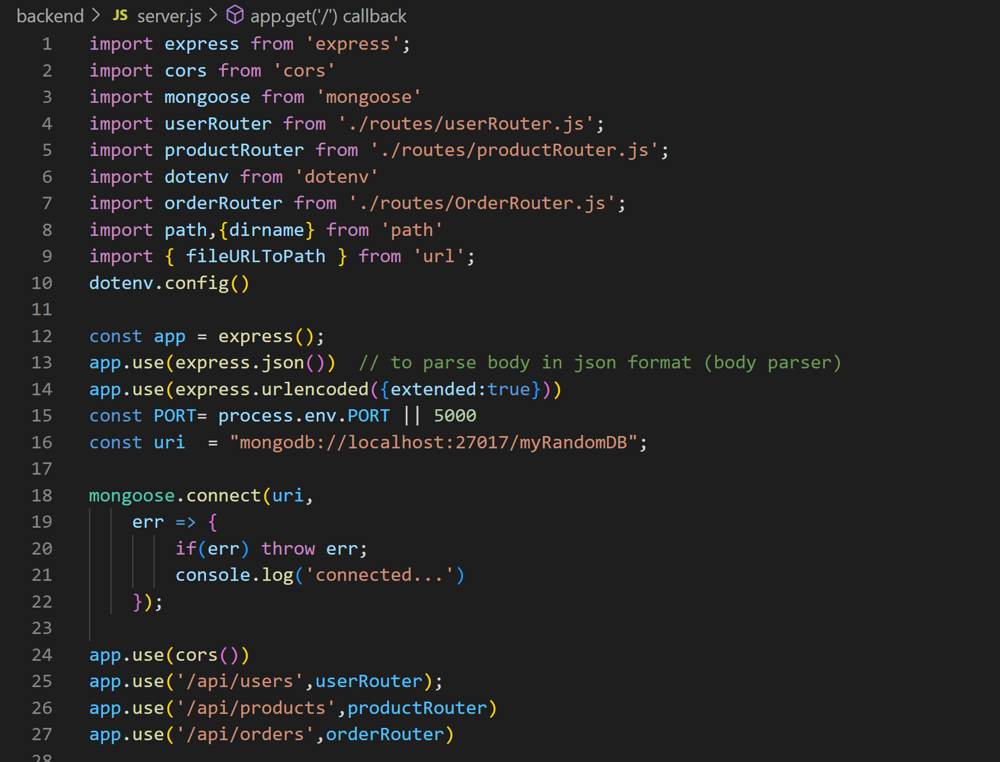 backend > JS server.js > app.get('/') callback
1 import express from 'express';
2 import cors from 'cors'
3 import mongoose from 'mongoose'
4 import userRouter from './routes/userRouter.js';
5 import productRouter from './routes/productRouter.js';
6 import dotenv from 'dotenv'
7 import orderRouter from './routes/OrderRouter.js';
8 import path,{dirname} from 'path'
9 import { fileURLToPath } from 'url';
10 dotenv.config()
11
12 const app = express();
13 app.use(express.json())  // to parse body in json format (body parser)
14 app.use(express.urlencoded({extended:true}))
15 const PORT= process.env.PORT || 5000
16 const uri  = "mongodb://localhost:27017/myRandomDB";
17
18 mongoose.connect(uri,
19     err => {
20         if(err) throw err;
21         console.log('connected...')
22     });
23
24 app.use(cors())
25 app.use('/api/users',userRouter);
26 app.use('/api/products',productRouter)
27 app.use('/api/orders',orderRouter)
28